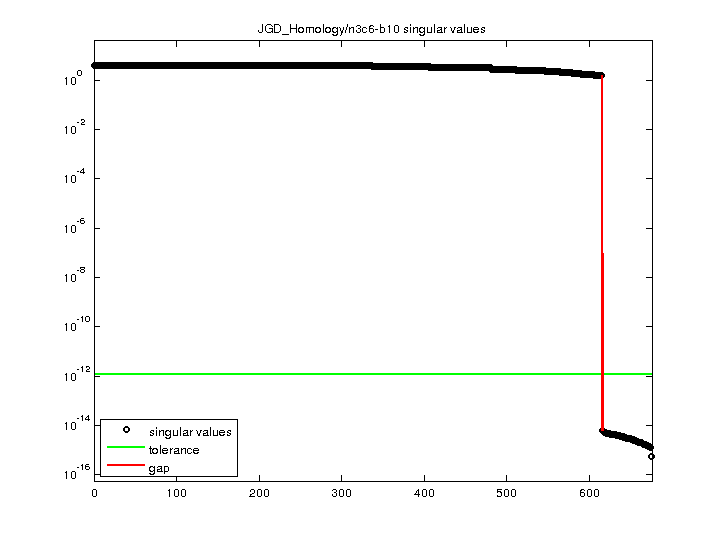 JGD_Homology/n3c6-b10 singular values
10^0
10^-2
10^-4
10^-6
10^-8
10^-10
10^-12
10^-14
10^-16
singular values
tolerance
gap
0 100 200 300 400 500 600